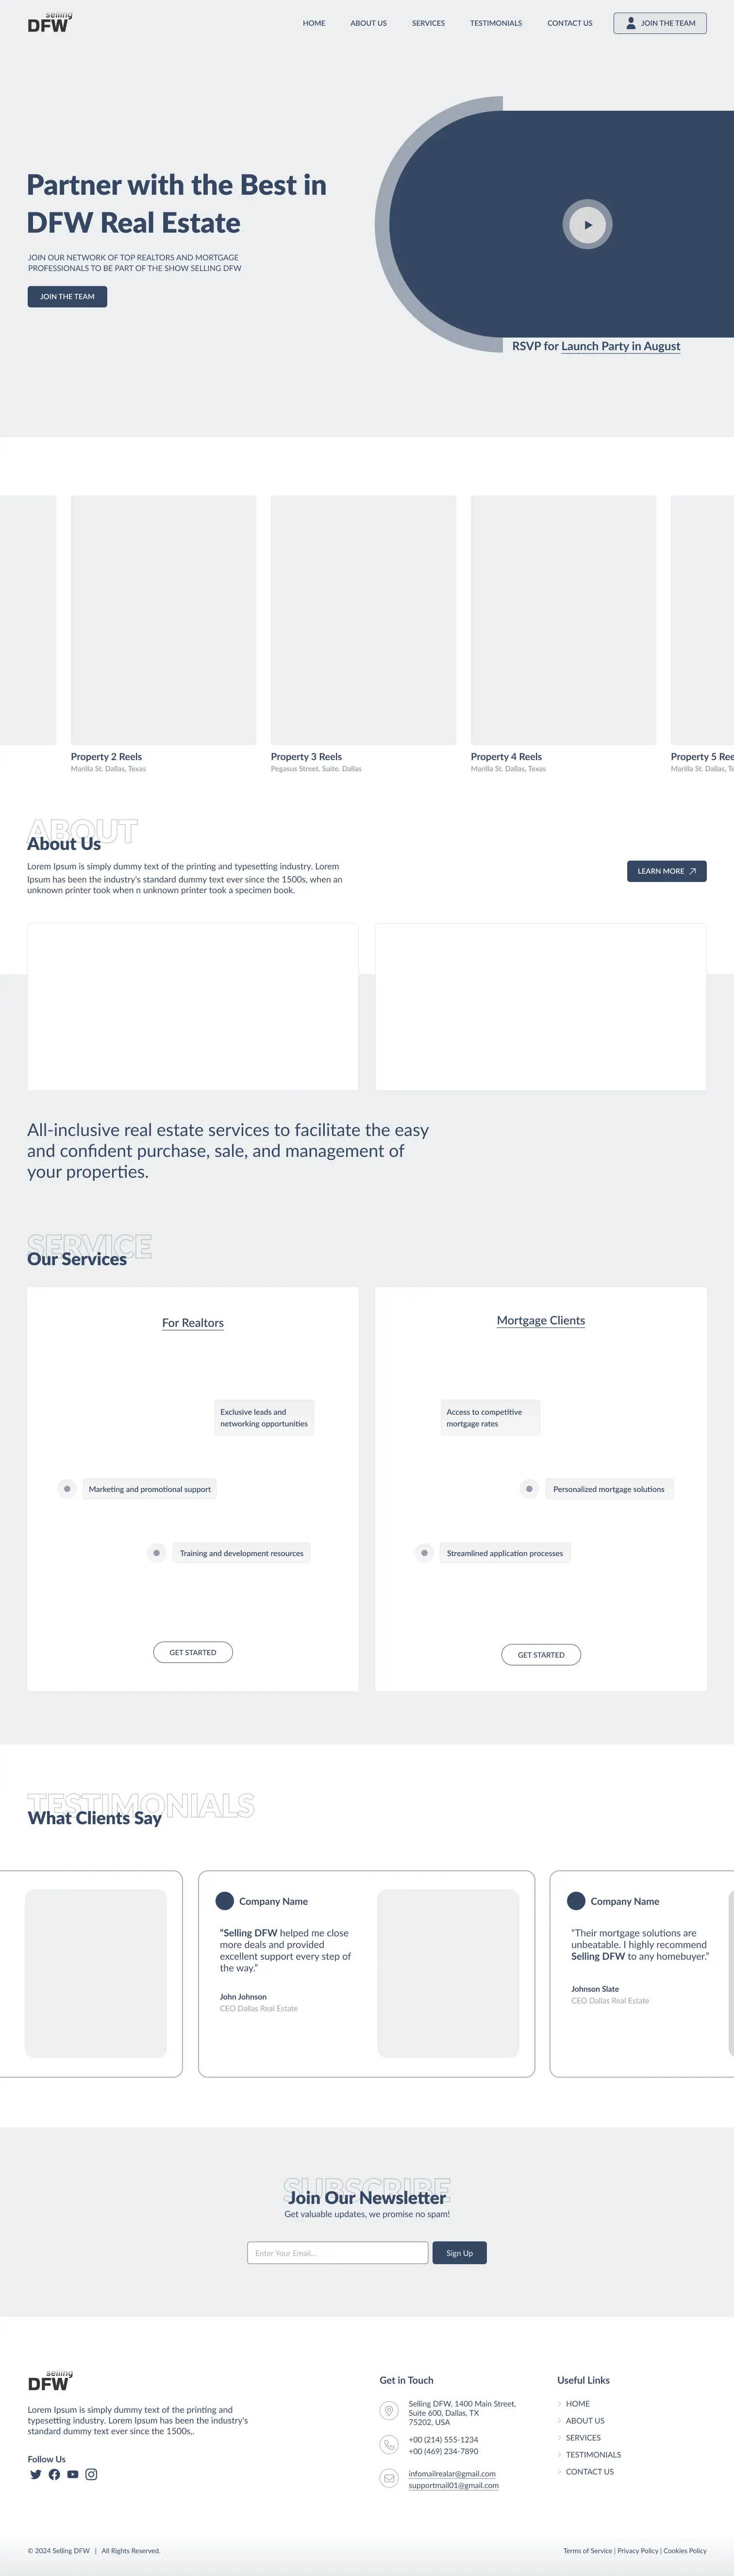 selling
DFW
HOME
ABOUT US
SERVICES
TESTIMONIALS
CONTACT US
JOIN THE TEAM
Partner with the Best in
DFW Real Estate
JOIN OUR NETWORK OF TOP REALTORS AND MORTGAGE
PROFESSIONALS TO BE PART OF THE SHOW SELLING DFW
JOIN THE TEAM
RSVP for Launch Party in August
Property 2 Reels
Marilla St. Dallas, Texas
Property 3 Reels
Pegasus Street. Suite. Dallas
Property 4 Reels
Marilla St. Dallas, Texas
Property 5 Ree
Marilla St. Dallas, Te
ABOUT
About Us
Lorem Ipsum is simply dummy text of the printing and typesetting industry. Lorem
Ipsum has been the industry's standard dummy text ever since the 1500s, when an
unknown printer took when n unknown printer took a specimen book.
LEARN MORE
All-inclusive real estate services to facilitate the easy
and confident purchase, sale, and management of
your properties.
SERVICE
Our Services
For Realtors
Exclusive leads and
networking opportunities
Marketing and promotional support
Training and development resources
GET STARTED
Mortgage Clients
Access to competitive
mortgage rates
Personalized mortgage solutions
Streamlined application processes
GET STARTED
TESTIMONIALS
What Clients Say
Company Name
“Selling DFW helped me close
more deals and provided
excellent support every step of
the way.”
John Johnson
CEO Dallas Real Estate
Company Name
“Their mortgage solutions are
unbeatable. I highly recommend
Selling DFW to any homebuyer.”
Johnson Slate
CEO Dallas Real Estate
SUBSCRIBE
Join Our Newsletter
Get valuable updates, we promise no spam!
Enter Your Email...
Sign Up
selling
DFW
Lorem Ipsum is simply dummy text of the printing and
typesetting industry. Lorem Ipsum has been the industry's
standard dummy text ever since the 1500s,.
Follow Us
Get in Touch
Selling DFW, 1400 Main Street,
Suite 600, Dallas, TX
75202, USA
+00 (214) 555-1234
+00 (469) 234-7890
infomailrealar@gmail.com
supportmail01@gmail.com
Useful Links
HOME
ABOUT US
SERVICES
TESTIMONIALS
CONTACT US
© 2024 Selling DFW | All Rights Reserved.
Terms of Service | Privacy Policy | Cookies Policy